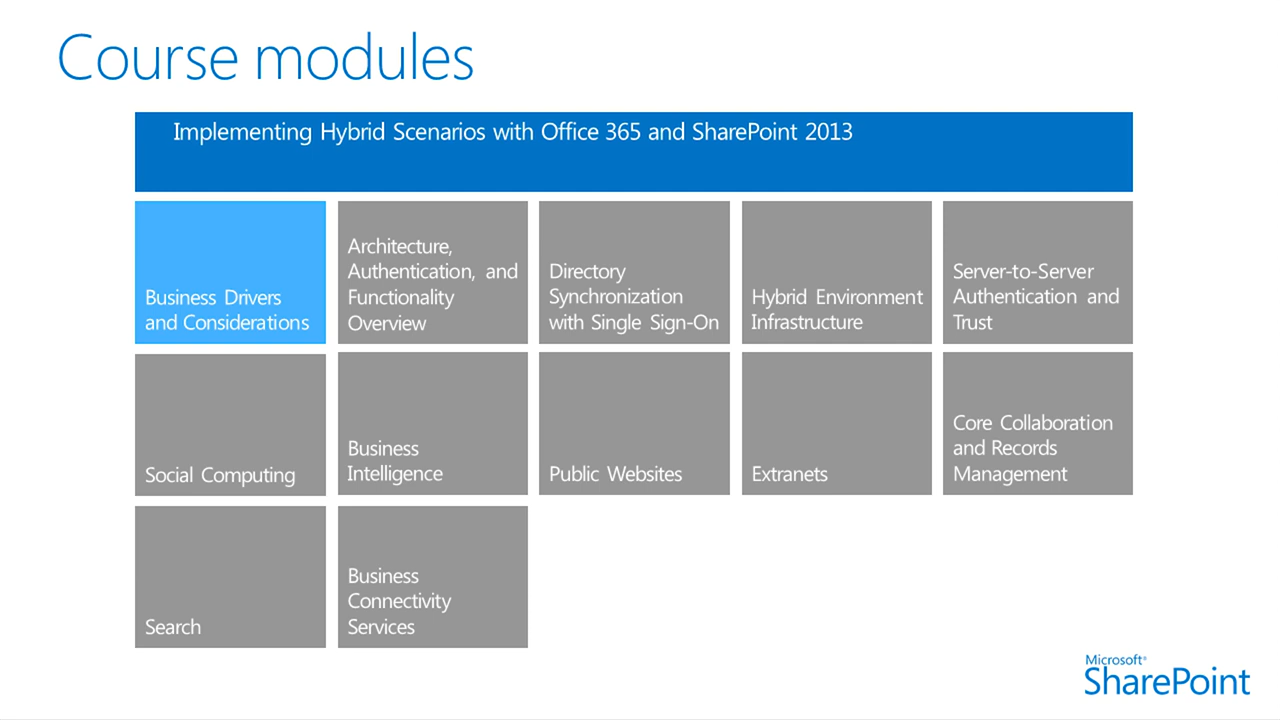 Course modules
Implementing Hybrid Scenarios with Office 365 and SharePoint 2013
Business Drivers
and Considerations
Architecture,
Authentication, and
Functionality
Overview
Directory
Synchronization
with Single Sign-On
Hybrid Environment
Infrastructure
Server-to-Server
Authentication and
Trust
Social Computing
Business
Intelligence
Public Websites
Extranets
Core Collaboration
and Records
Management
Search
Business
Connectivity
Services
Microsoft®
SharePoint